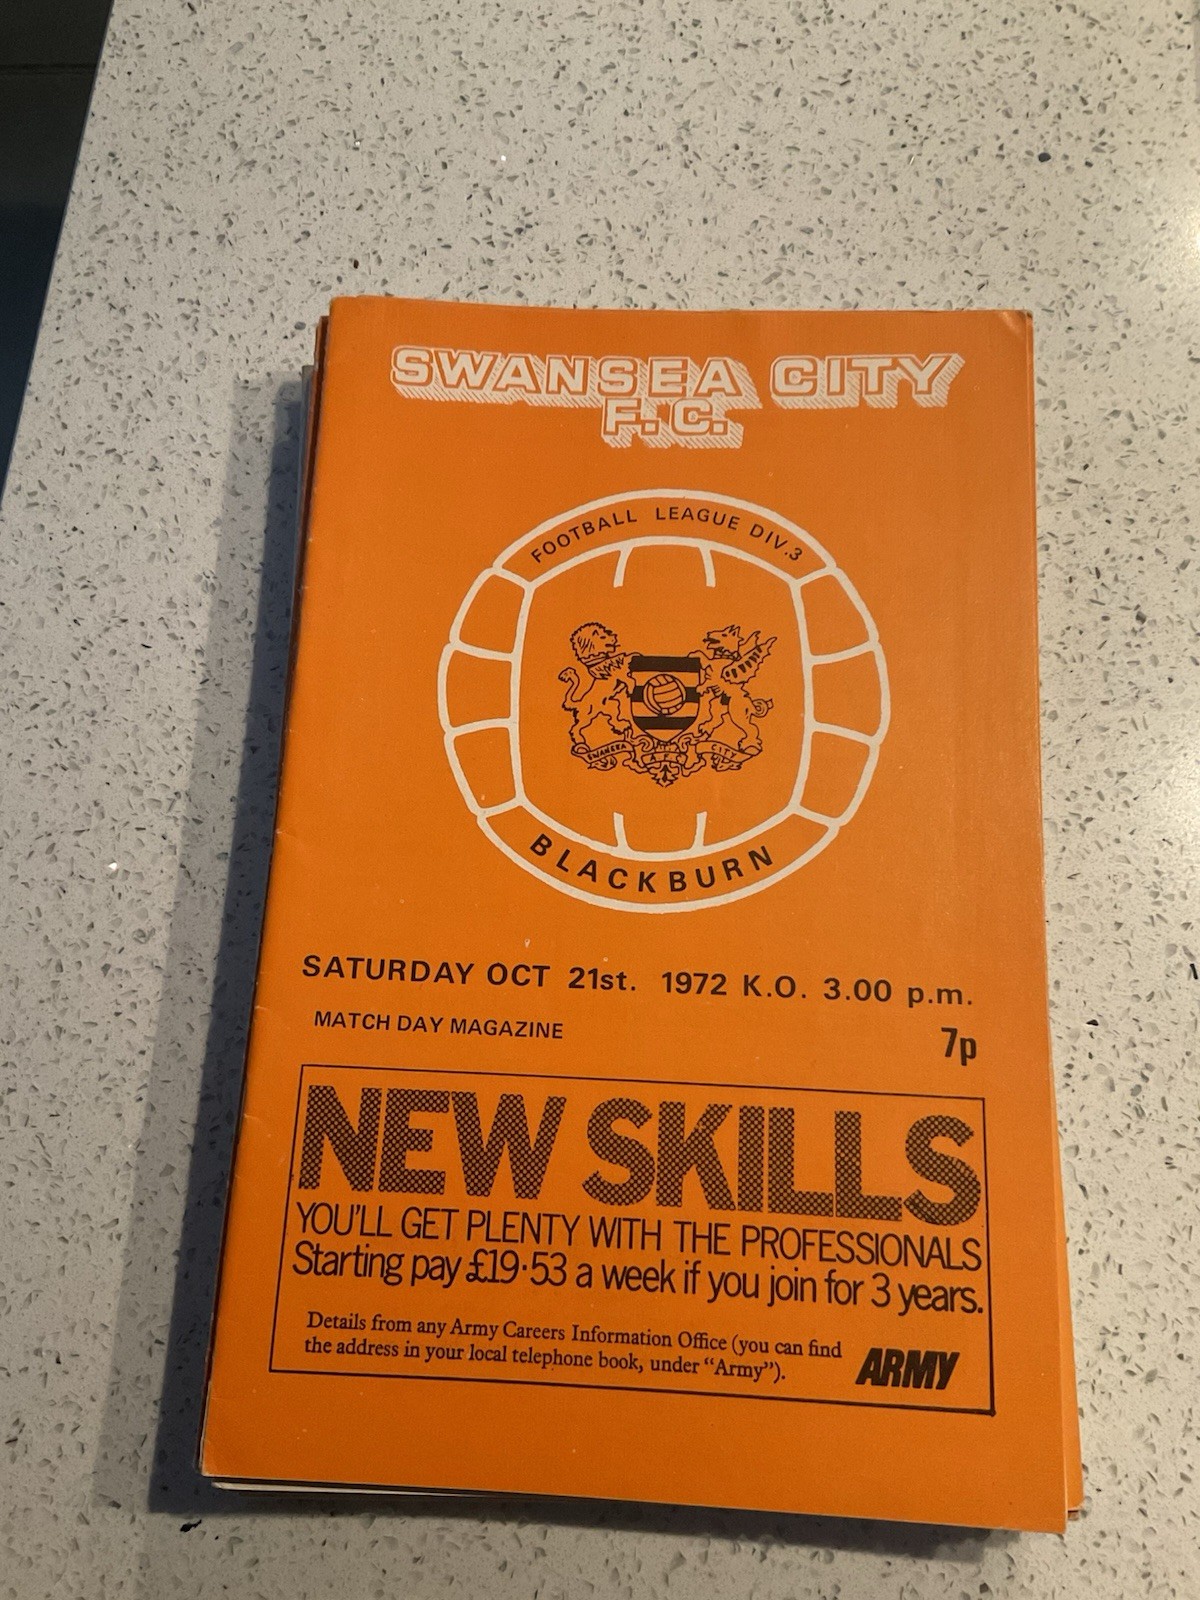 SWANSEA CITY
F.C.
FOOTBALL LEAGUE DIV.3
SWANSEA A.F.C. CITY
BLACKBURN
SATURDAY OCT 21st. 1972 K.O. 3.00 p.m.
MATCH DAY MAGAZINE
7p
NEW SKILLS
YOU'LL GET PLENTY WITH THE PROFESSIONALS
Starting pay £19·53 a week if you join for 3 years.
Details from any Army Careers Information Office (you can find
the address in your local telephone book, under “Army”).
ARMY